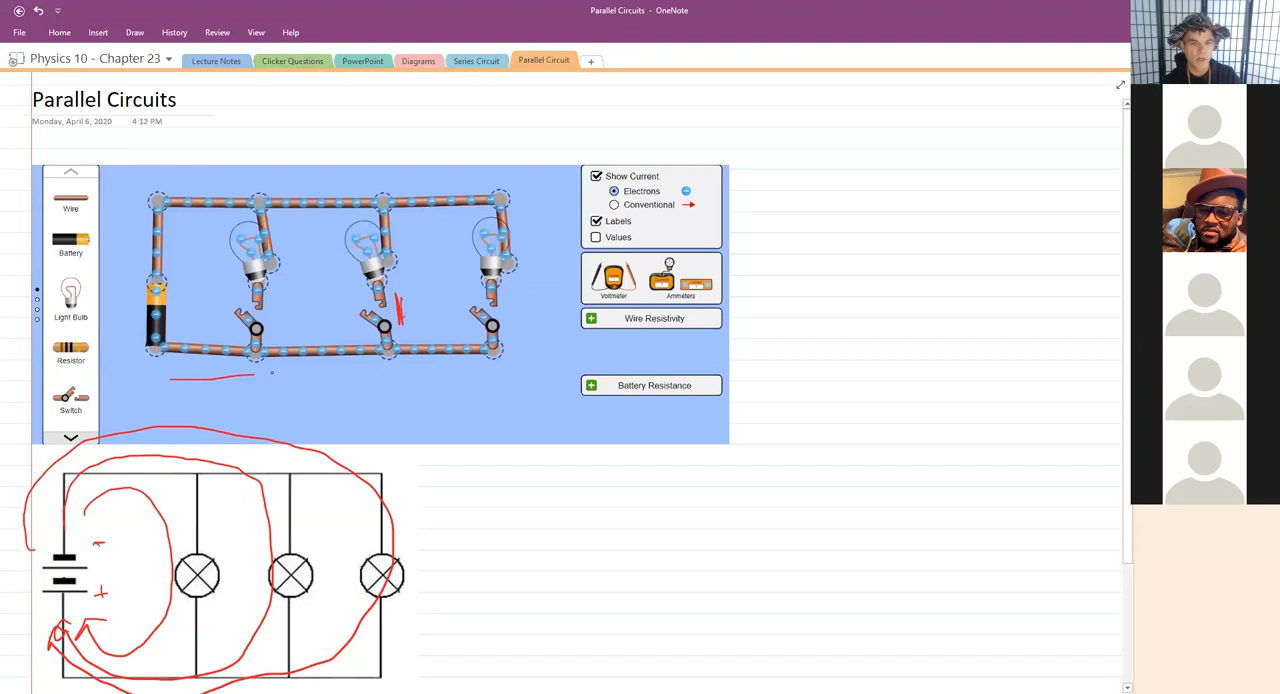 Parallel Circuits - OneNote
File Home Insert Draw History Review View Help
Physics 10 - Chapter 23 Lecture Notes Clicker Questions PowerPoint Diagrams Series Circuit Parallel Circuit +
Parallel Circuits
Monday, April 6, 2020 4:12 PM
Wire
Battery
Light Bulb
Resistor
Switch
Show Current
Electrons
Conventional
Labels
Values
Voltmeter Ammeters
Wire Resistivity
Battery Resistance
-
+